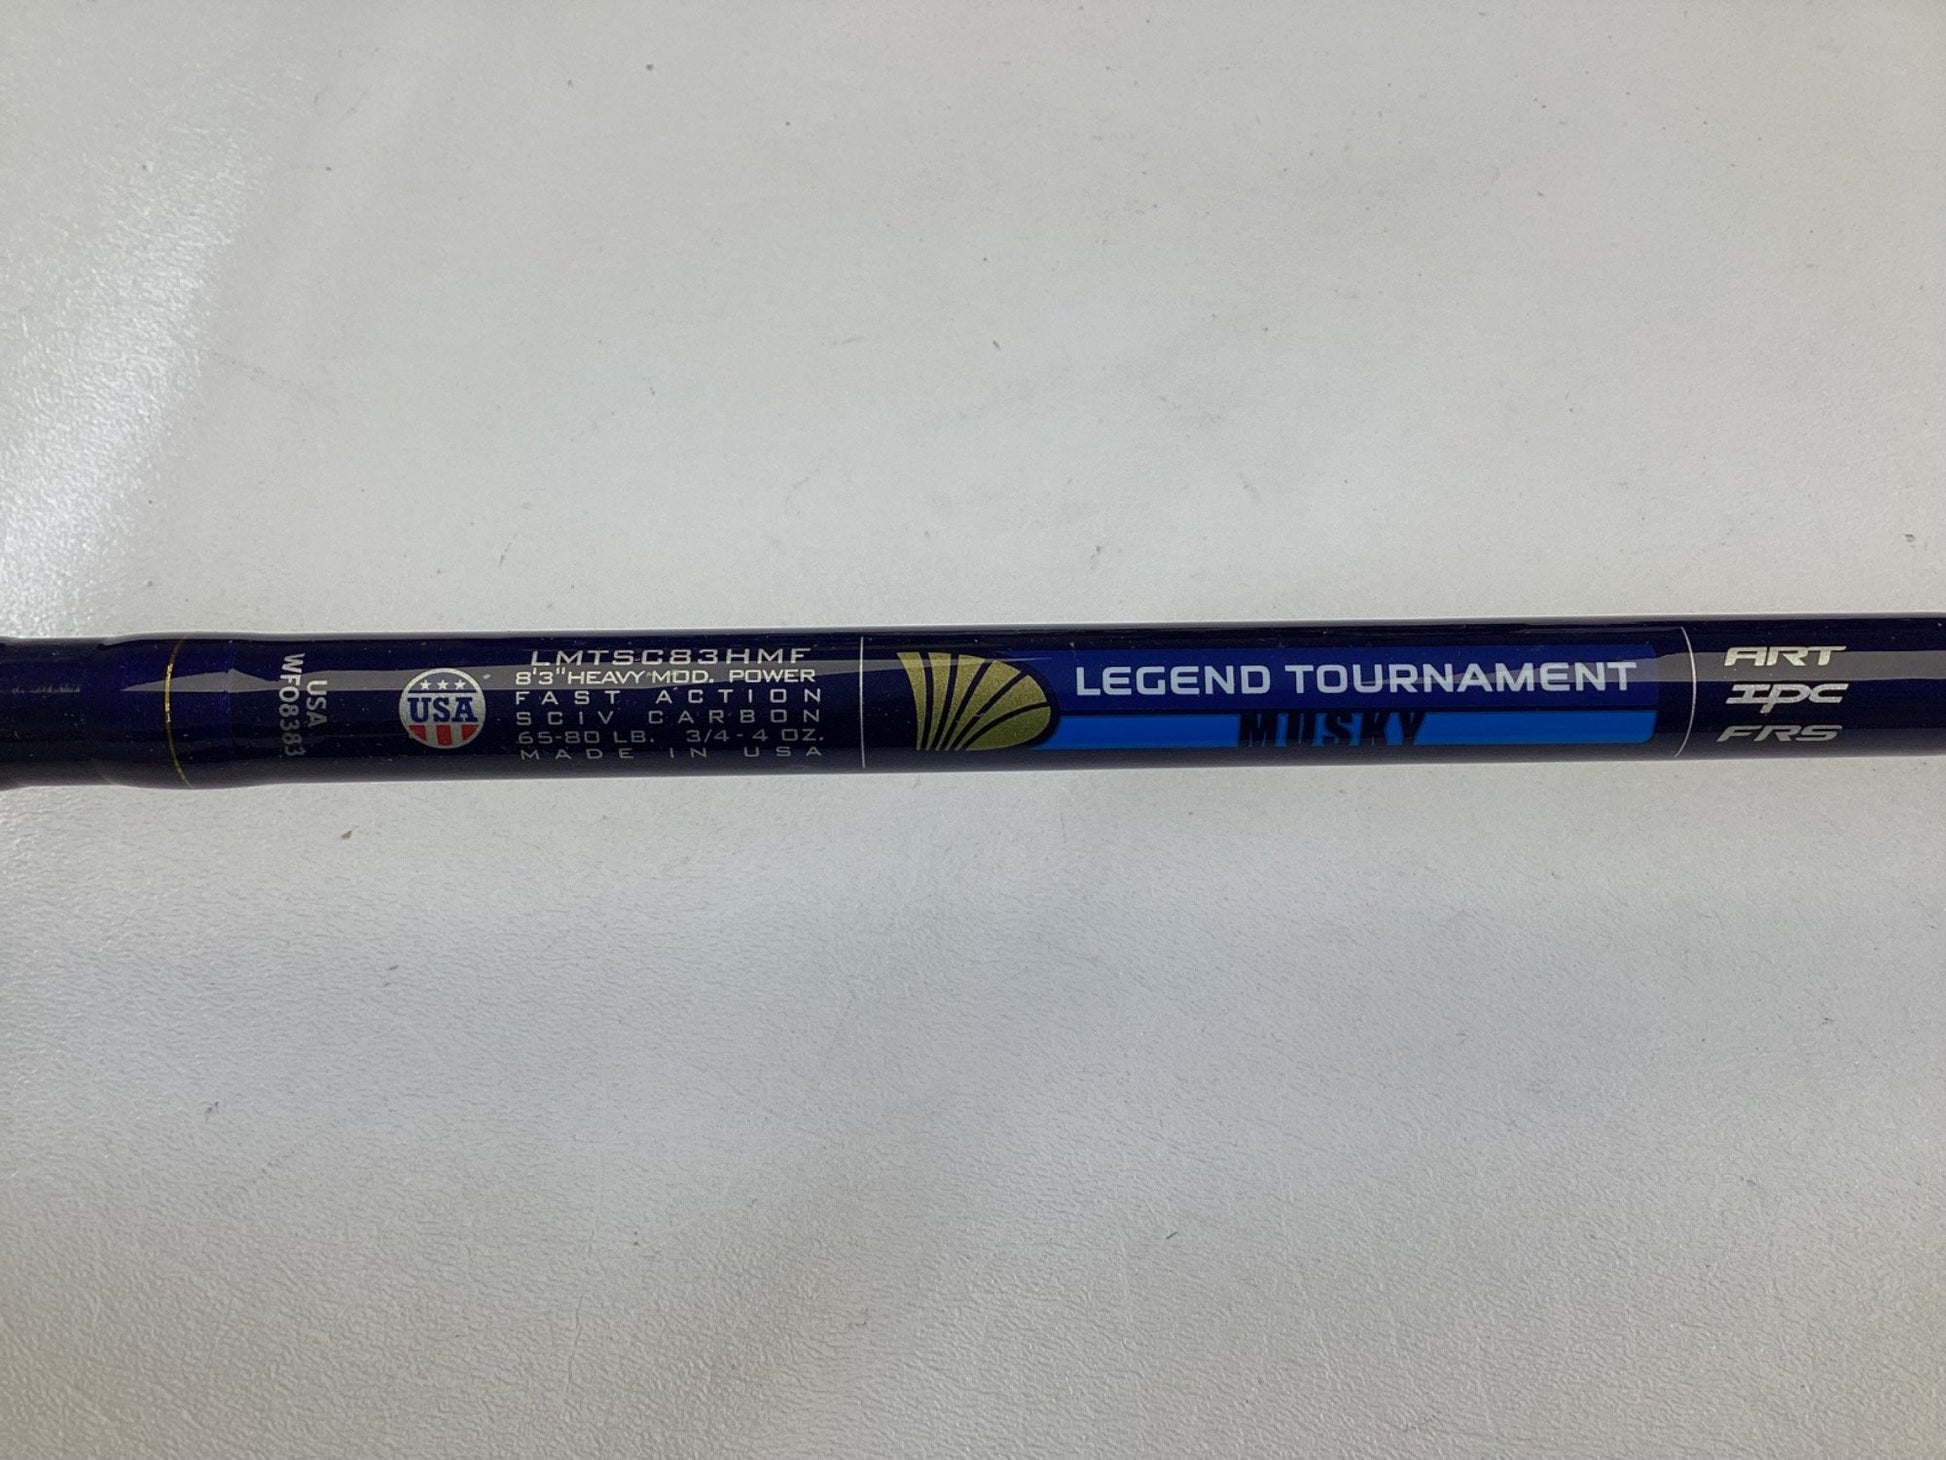 USA
WF08383
★★★
USA
LMTSC83HMF
8'3" HEAVY MOD. POWER
FAST ACTION
SCIV CARBON
65-80 LB. 3/4-4 OZ.
MADE IN USA
LEGEND TOURNAMENT
MUSKY
ART
IPC
FRS